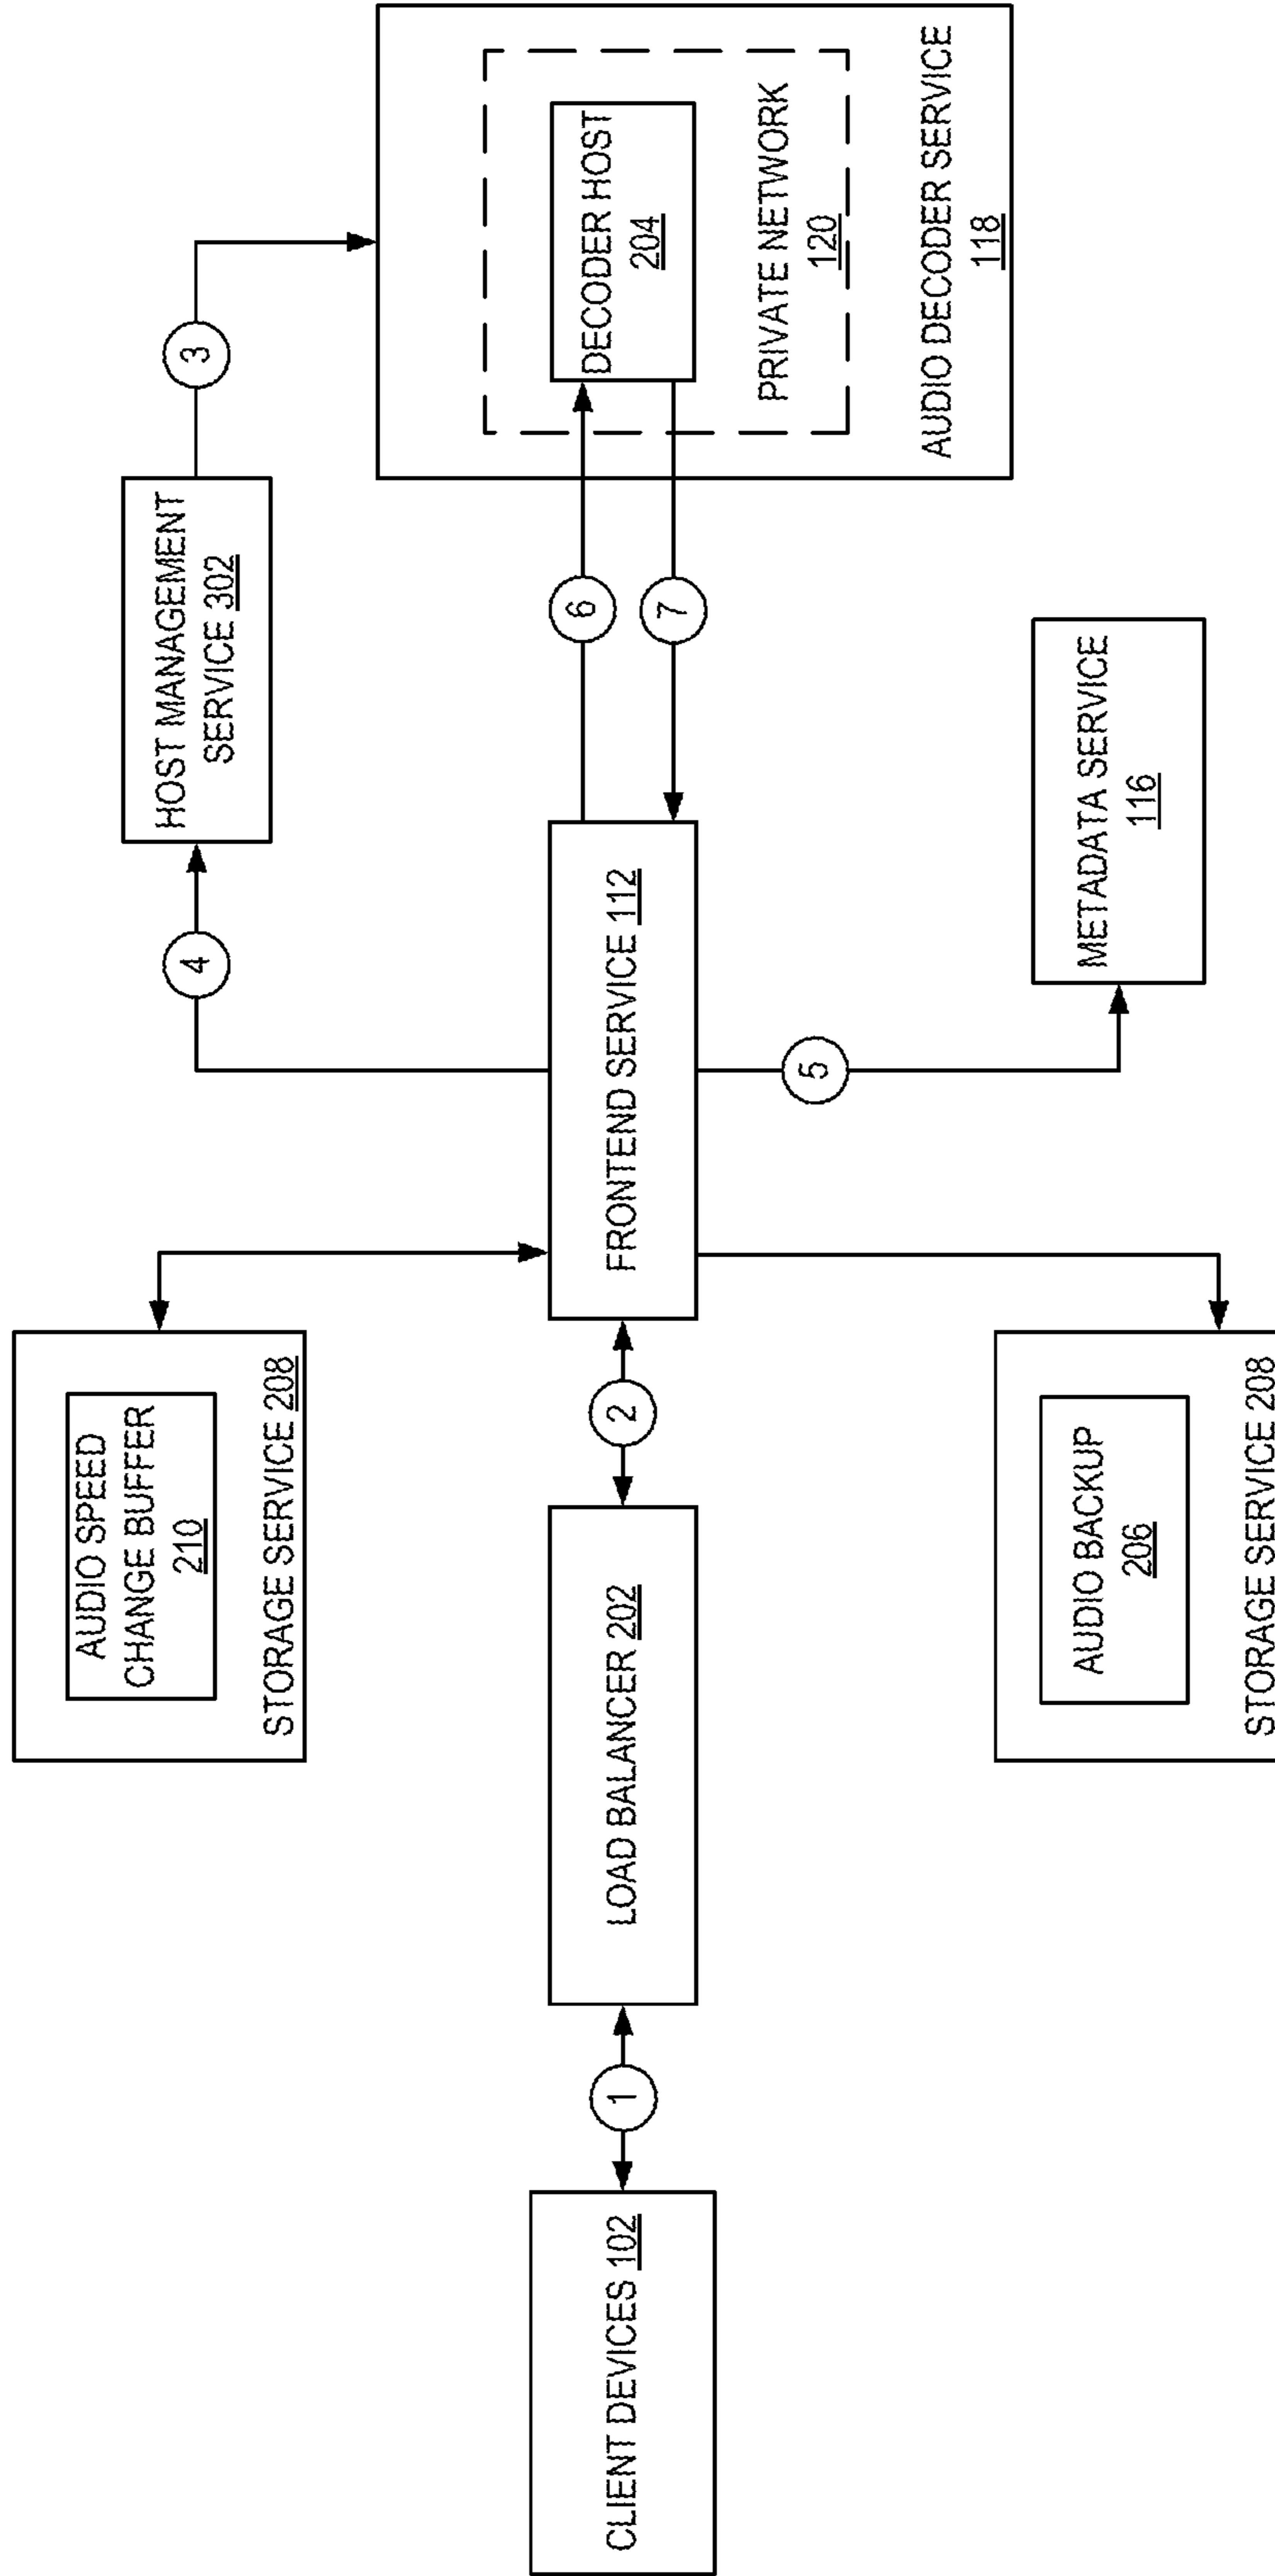 AUDIO SPEED
CHANGE BUFFER
210
STORAGE SERVICE 208
HOST MANAGEMENT
SERVICE 302
3
4
DECODER HOST
204
PRIVATE NETWORK
120
AUDIO DECODER SERVICE
118
CLIENT DEVICES 102
1
LOAD BALANCER 202
2
FRONTEND SERVICE 112
6
7
5
METADATA SERVICE
116
AUDIO BACKUP
206
STORAGE SERVICE 208